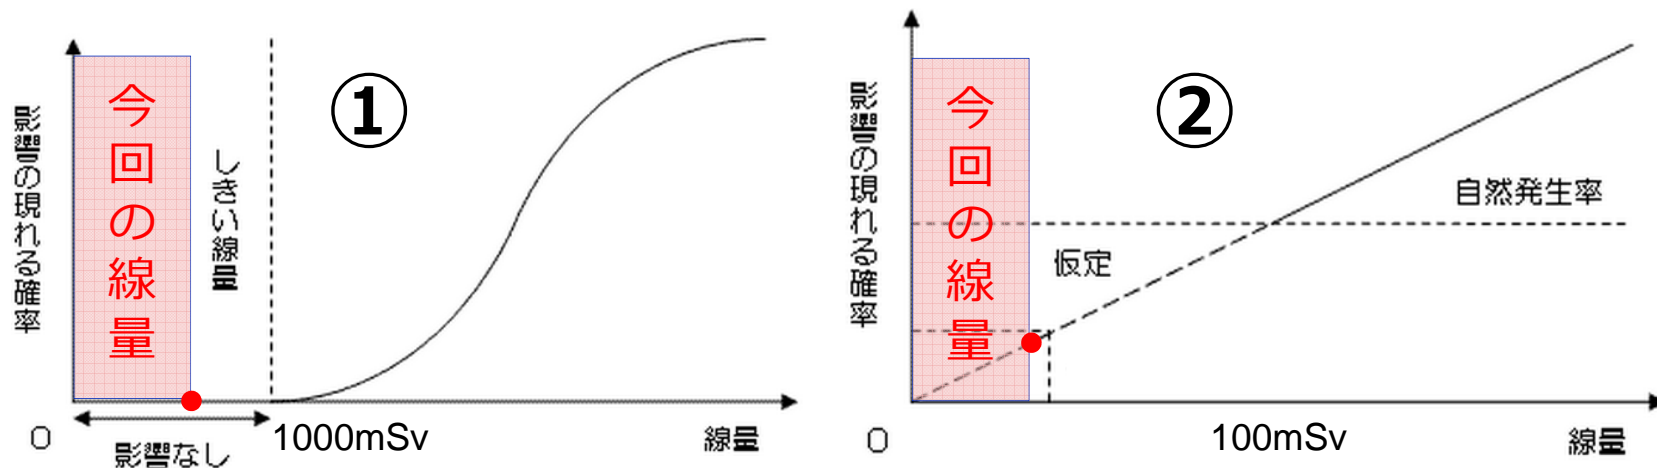 影響の現れる確率
今回の線量
しきい線量
①
0
影響なし
1000mSv
線量
影響の現れる確率
今回の線量
②
自然発生率
仮定
0
100mSv
線量